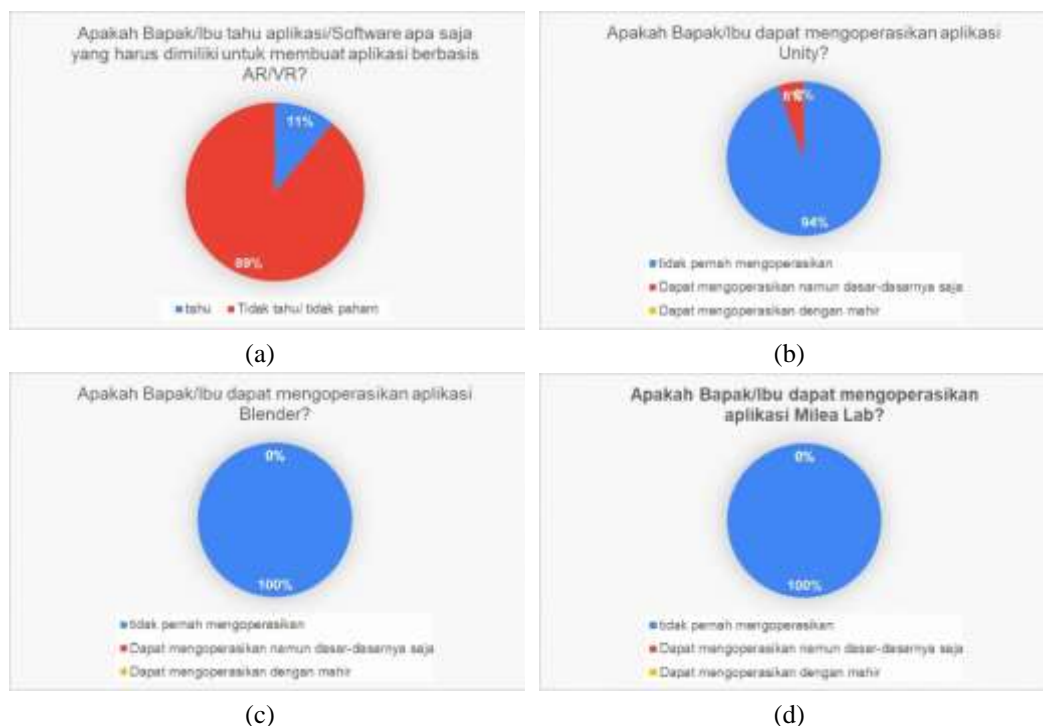 Apakah Bapak/Ibu tahu aplikasi/Software apa saja
yang harus dimiliki untuk membuat aplikasi berbasis
AR/VR?
11%
89%
tahu Tidak tahu/ tidak paham
(a)
Apakah Bapak/Ibu dapat mengoperasikan aplikasi
Unity?
94%
tidak pernah mengoperasikan
Dapat mengoperasikan namun dasar-dasarnya saja
Dapat mengoperasikan dengan mahir
(b)
Apakah Bapak/Ibu dapat mengoperasikan aplikasi
Blender?
0%
100%
tidak pernah mengoperasikan
Dapat mengoperasikan namun dasar-dasarnya saja
Dapat mengoperasikan dengan mahir
(c)
Apakah Bapak/Ibu dapat mengoperasikan
aplikasi Milea Lab?
0%
100%
tidak pernah mengoperasikan
Dapat mengoperasikan namun dasar-dasarnya saja
Dapat mengoperasikan dengan mahir
(d)